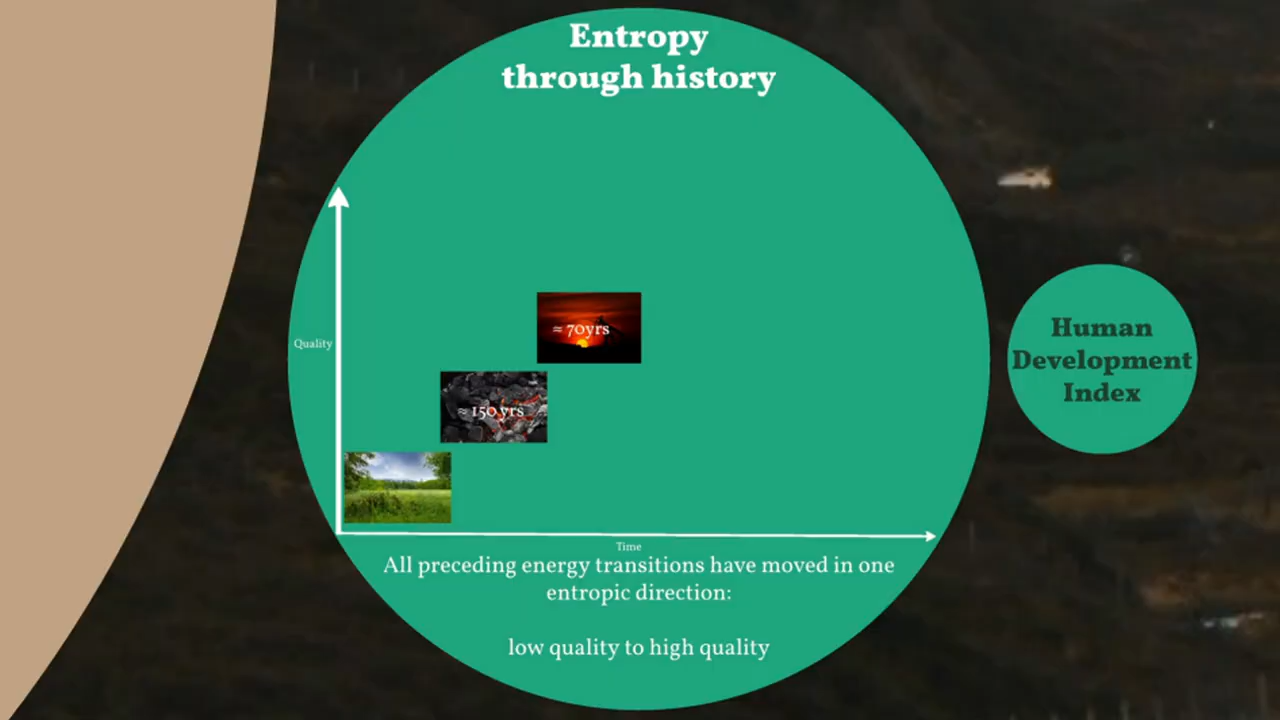 Entropy
through history
Quality
≈ 70yrs
≈ 150 yrs
Time
All preceding energy transitions have moved in one
entropic direction:
low quality to high quality
Human
Development
Index